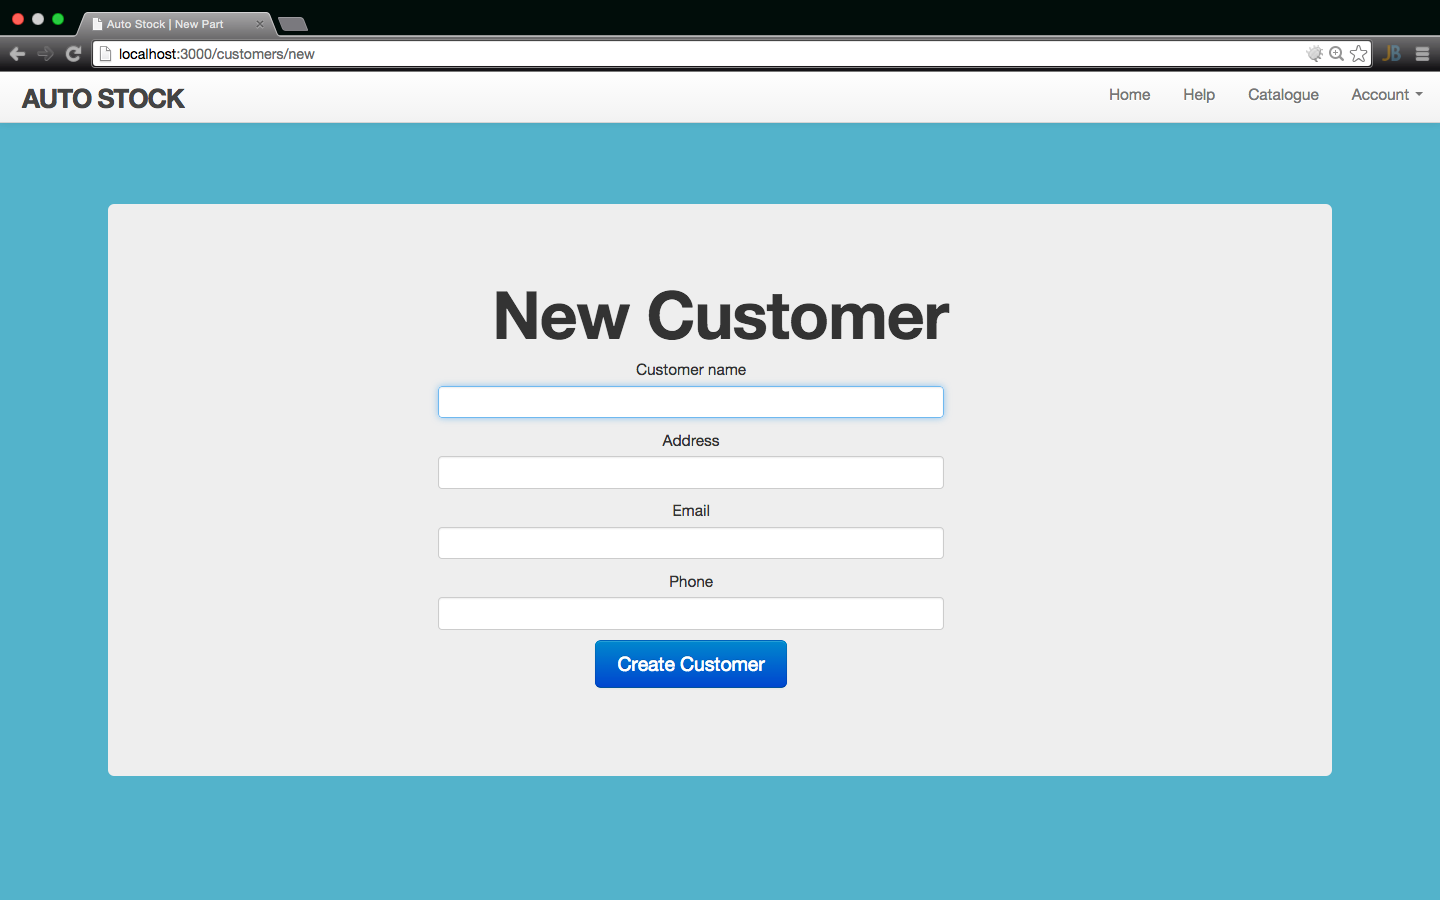 Auto Stock | New Part
localhost:3000/customers/new
JB
AUTO STOCK
Home Help Catalogue Account
New Customer
Customer name
Address
Email
Phone
Create Customer